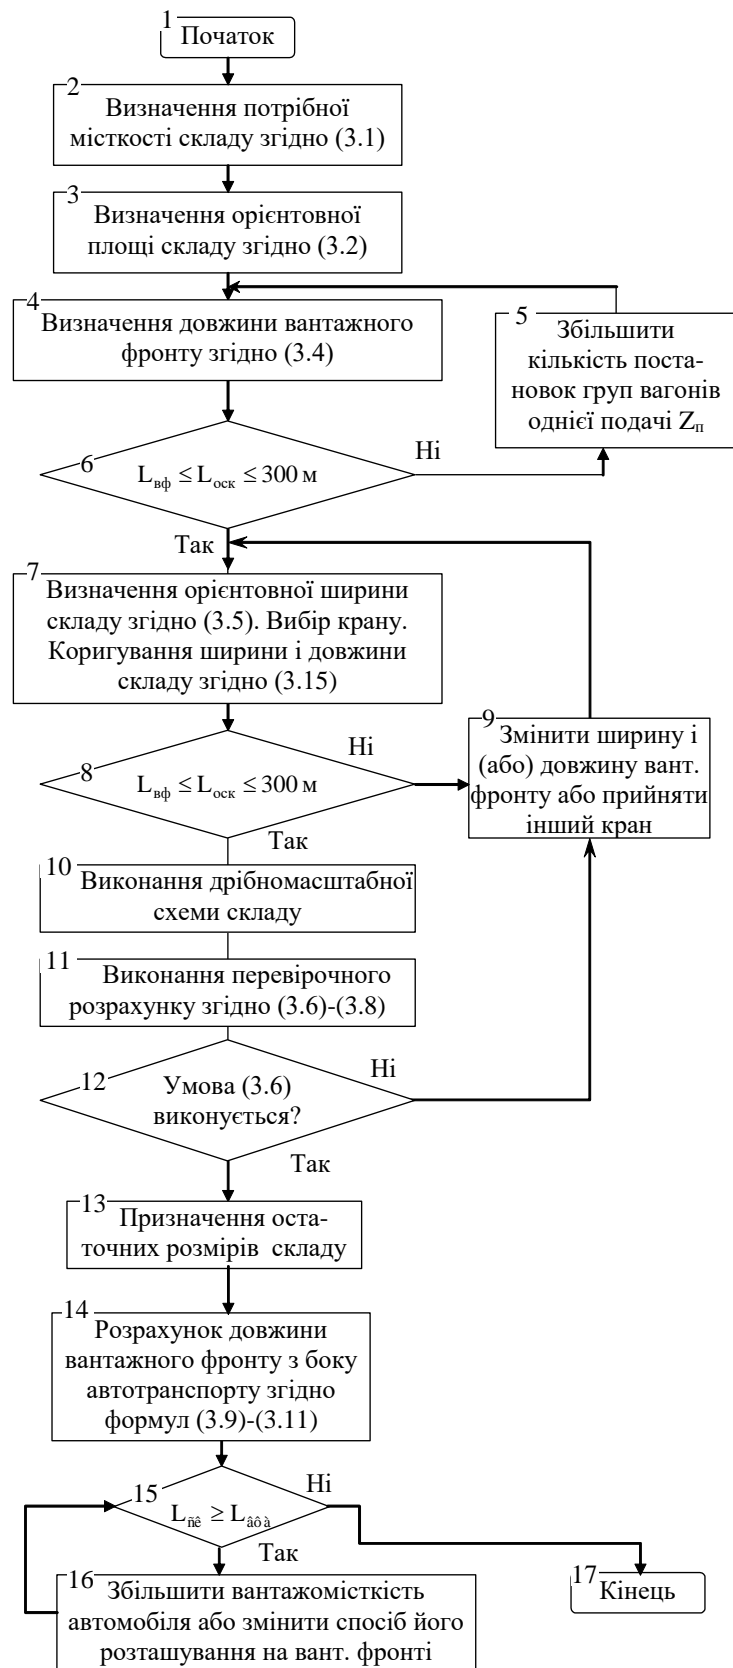 1
Початок
2
Визначення потрібної
місткості складу згідно (3.1)
3
Визначення орієнтовної
площі складу згідно (3.2)
4
Визначення довжини вантажного
фронту згідно (3.4)
5
Збільшити
кількість поста-
новок груп вагонів
однієї подачі Zп
6
Lвф ≤ Lоск ≤ 300 м
Ні
Так
7
Визначення орієнтовної ширини
складу згідно (3.5). Вибір крану.
Коригування ширини і довжини
складу згідно (3.15)
8
Lвф ≤ Lоск ≤ 300 м
Ні
Так
9
Змінити ширину і
(або) довжину вант.
фронту або прийняти
інший кран
10
Виконання дрібномасштабної
схеми складу
11
Виконання перевірочного
розрахунку згідно (3.6)-(3.8)
12
Умова (3.6)
виконується?
Ні
Так
13
Призначення оста-
точних розмірів складу
14
Розрахунок довжини
вантажного фронту з боку
автотранспорту згідно
формул (3.9)-(3.11)
15
Lñê ≥ Lâôà
Ні
Так
16
Збільшити вантажомісткість
автомобіля або змінити спосіб його
розташування на вант. фронті
17
Кінець